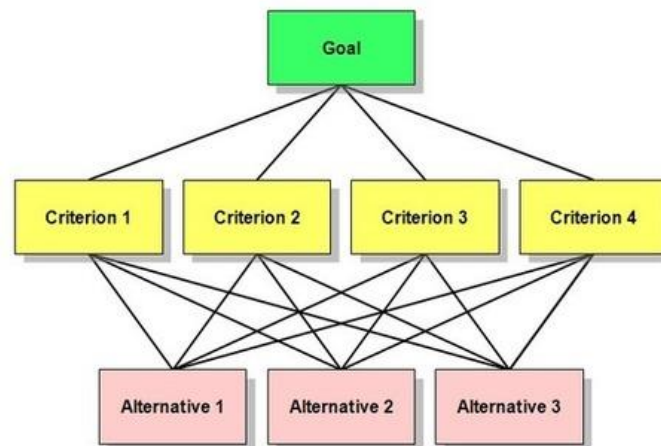 Goal
Criterion 1
Criterion 2
Criterion 3
Criterion 4
Alternative 1
Alternative 2
Alternative 3